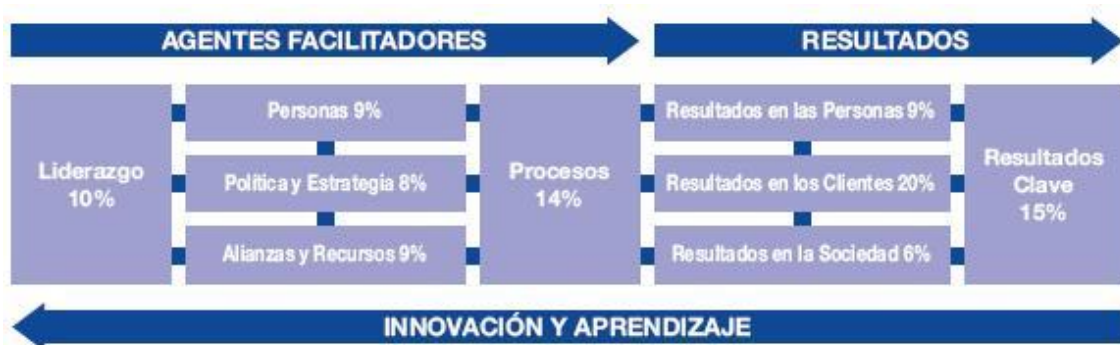 AGENTES FACILITADORES
RESULTADOS
Liderazgo
10%
Personas 9%
Política y Estrategia 8%
Alianzas y Recursos 9%
Procesos
14%
Resultados en las Personas 9%
Resultados en los Clientes 20%
Resultados en la Sociedad 6%
Resultados
Clave
15%
INNOVACIÓN Y APRENDIZAJE